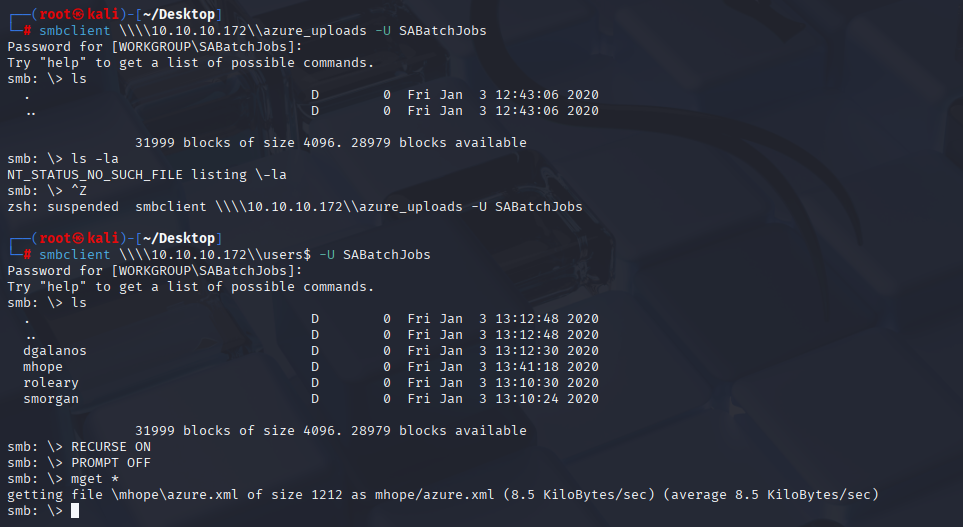 ┌──(root㉿kali)-[~/Desktop]
└─# smbclient \\\\10.10.10.172\\azure_uploads -U SABatchJobs
Password for [WORKGROUP\SABatchJobs]:
Try "help" to get a list of possible commands.
smb: \> ls
  .                                   D        0  Fri Jan  3 12:43:06 2020
  ..                                  D        0  Fri Jan  3 12:43:06 2020
                31999 blocks of size 4096. 28979 blocks available
smb: \> ls -la
NT_STATUS_NO_SUCH_FILE listing \-la
smb: \> ^Z
zsh: suspended  smbclient \\\\10.10.10.172\\azure_uploads -U SABatchJobs
┌──(root㉿kali)-[~/Desktop]
└─# smbclient \\\\10.10.10.172\\users$ -U SABatchJobs
Password for [WORKGROUP\SABatchJobs]:
Try "help" to get a list of possible commands.
smb: \> ls
  .                                   D        0  Fri Jan  3 13:12:48 2020
  ..                                  D        0  Fri Jan  3 13:12:48 2020
  dgalanos                            D        0  Fri Jan  3 13:12:30 2020
  mhope                               D        0  Fri Jan  3 13:41:18 2020
  roleary                             D        0  Fri Jan  3 13:10:30 2020
  smorgan                             D        0  Fri Jan  3 13:10:24 2020
                31999 blocks of size 4096. 28979 blocks available
smb: \> RECURSE ON
smb: \> PROMPT OFF
smb: \> mget *
getting file \mhope\azure.xml of size 1212 as mhope/azure.xml (8.5 KiloBytes/sec) (average 8.5 KiloBytes/sec)
smb: \>